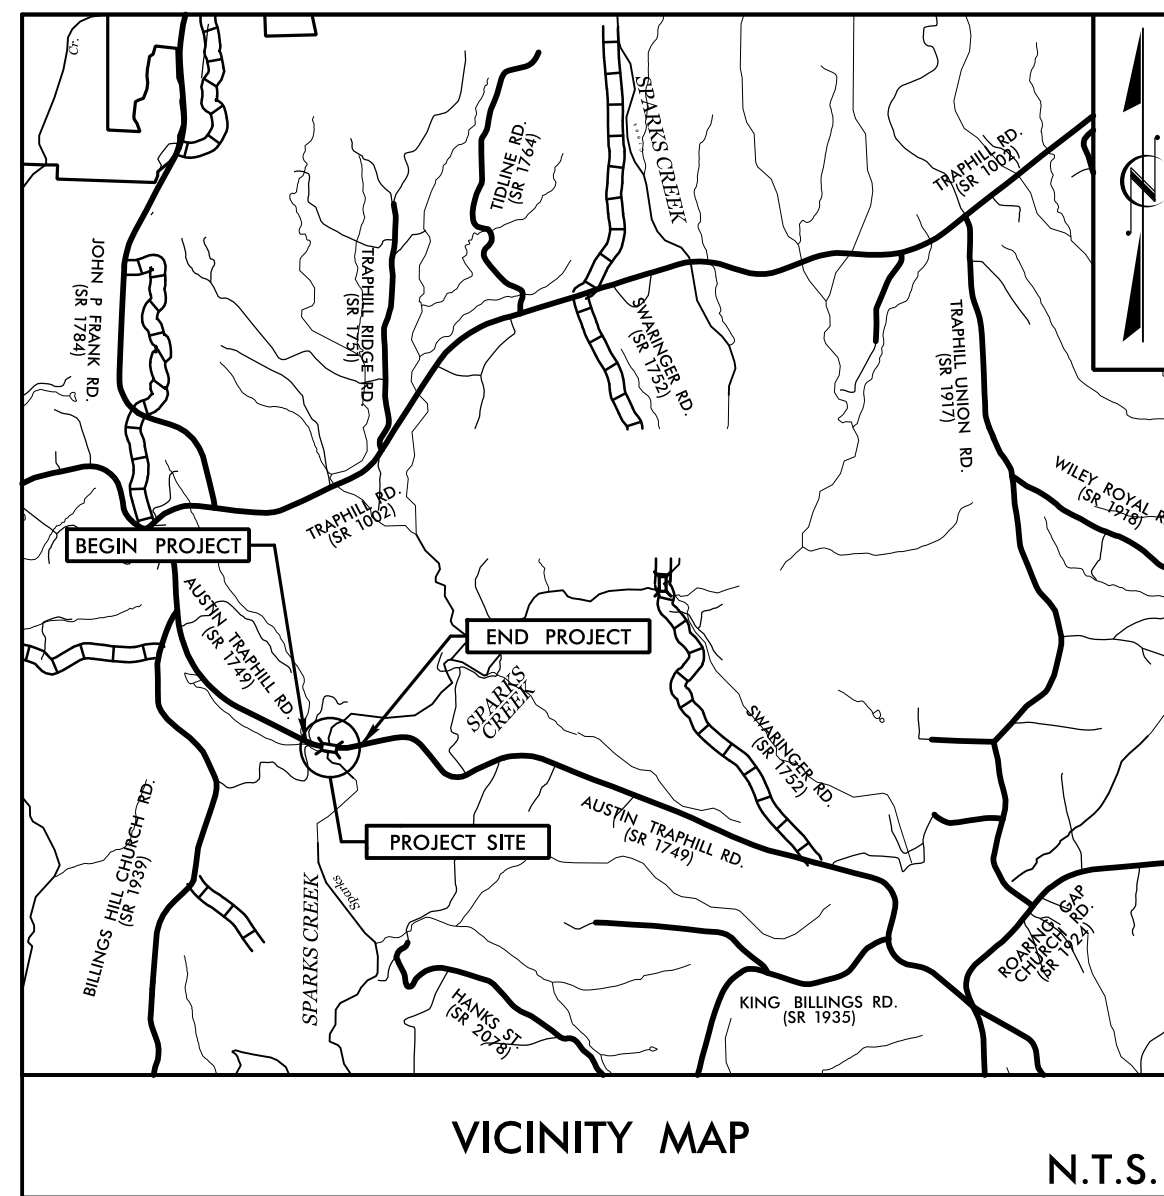 Cr.
SPARKS CREEK
TIDLINE RD.
(SR 1764)
TRAPHILL RD.
(SR 1002)
JOHN P FRANK RD.
(SR 1784)
TRAPHILL RIDGE RD.
(SR 1751)
SWARINGER RD.
(SR 1752)
TRAPHILL UNION RD.
(SR 1917)
WILEY ROYAL R
(SR 1918)
TRAPHILL RD.
(SR 1002)
BEGIN PROJECT
AUSTIN TRAPHILL RD.
(SR 1749)
END PROJECT
SPARKS
CREEK
SWARINGER RD.
(SR 1752)
BILLINGS HILL CHURCH RD.
(SR 1939)
AUSTIN TRAPHILL RD.
(SR 1749)
PROJECT SITE
SPARKS CREEK
Sparks
ROARING GAP
CHURCH RD.
(SR 1924)
HANKS ST.
(SR 2078)
KING BILLINGS RD.
(SR 1935)
VICINITY MAP
N.T.S.